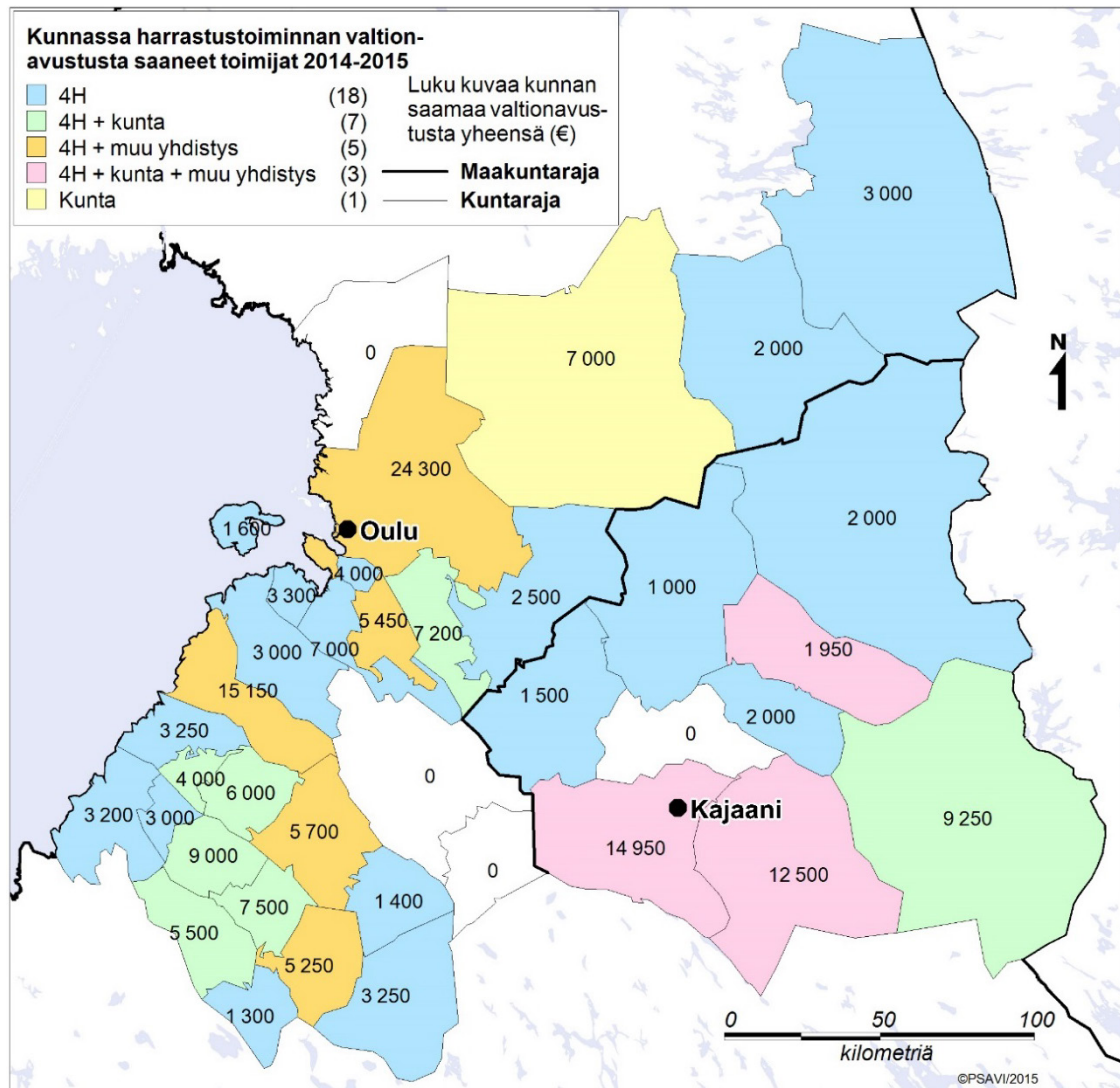 Kunnassa harrastustoiminnan valtion-
avustusta saaneet toimijat 2014-2015
4H (18)
4H + kunta (7)
4H + muu yhdistys (5)
4H + kunta + muu yhdistys (3)
Kunta (1)
Luku kuvaa kunnan
saamaa valtionavus-
tusta yheensä (€)
Maakuntaraja
Kuntaraja
3 000
N
0
7 000
2 000
24 300
1 600
Oulu
2 000
4 000
3 300
2 500
1 000
5 450
7 200
3 000
7 000
1 950
15 150
1 500
2 000
3 250
0
0
4 000
6 000
3 200
3 000
Kajaani
5 700
9 250
9 000
14 950
0
12 500
1 400
7 500
5 500
5 250
3 250
1 300
0 50 100
kilometriä
©PSAVI/2015